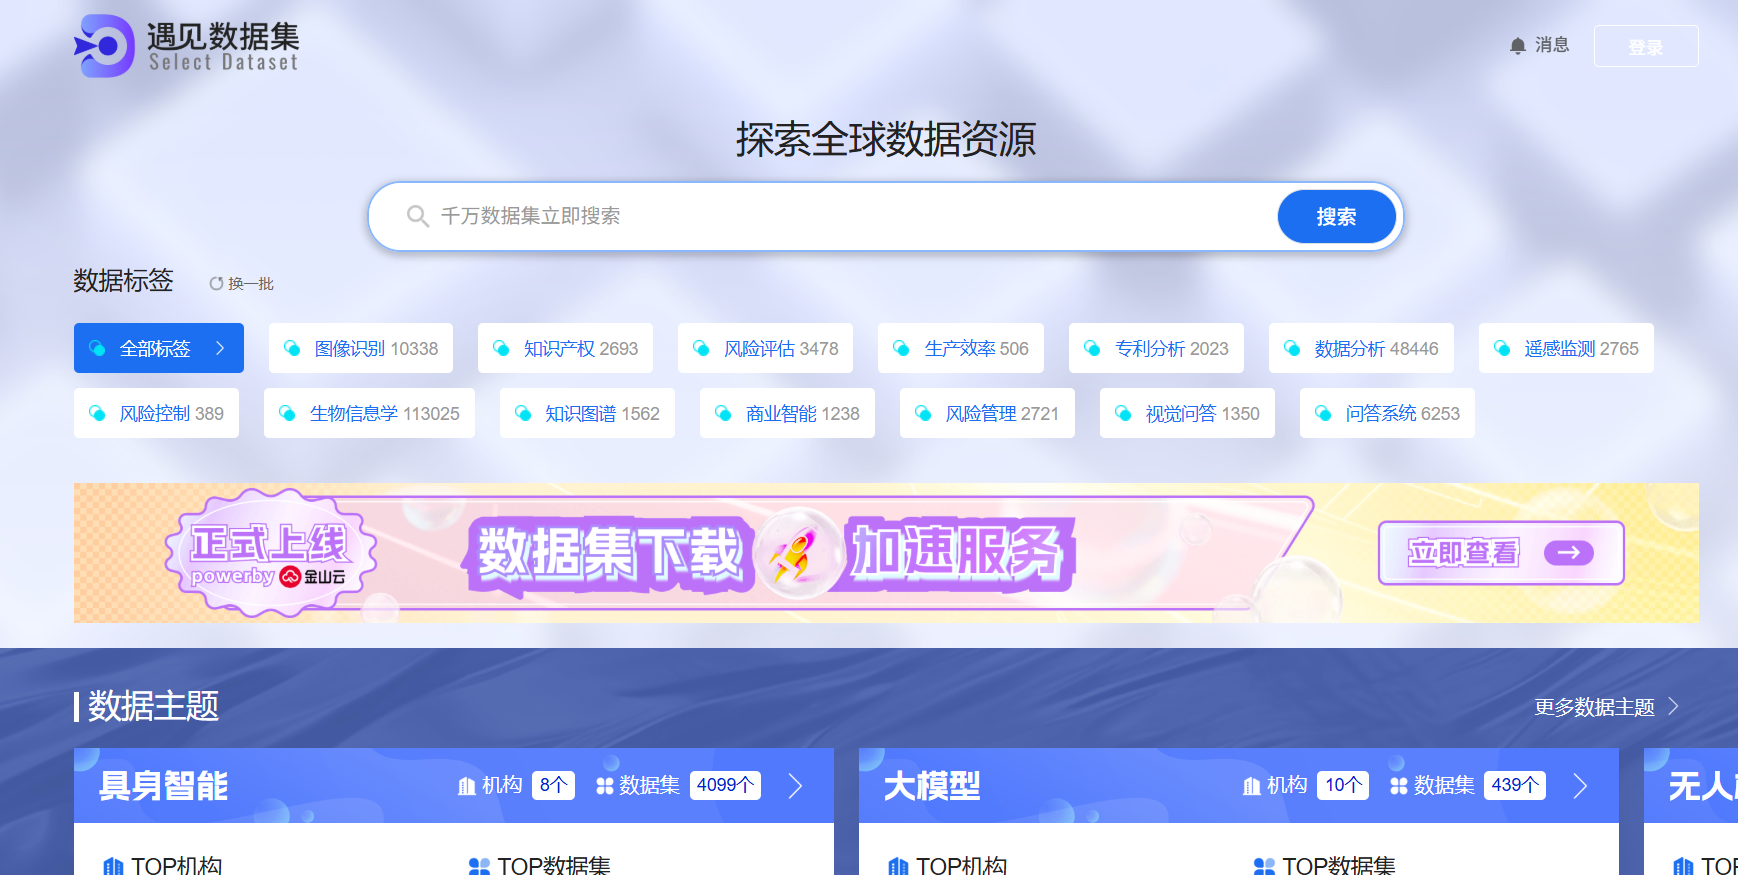 遇见数据集
Select Dataset
消息
登录
探索全球数据资源
千万数据集立即搜索
搜索
数据标签
换一批
全部标签
图像识别 10338
知识产权 2693
风险评估 3478
生产效率 506
专利分析 2023
数据分析 48446
遥感监测 2765
风险控制 389
生物信息学 113025
知识图谱 1562
商业智能 1238
风险管理 2721
视觉问答 1350
问答系统 6253
正式上线
powerby 金山云
数据集下载 加速服务
立即查看
数据主题
更多数据主题
具身智能
机构 8个
数据集 4099个
大模型
机构 10个
数据集 439个
无人
TOP机构
TOP数据集
TOP机构
TOP数据集
TO